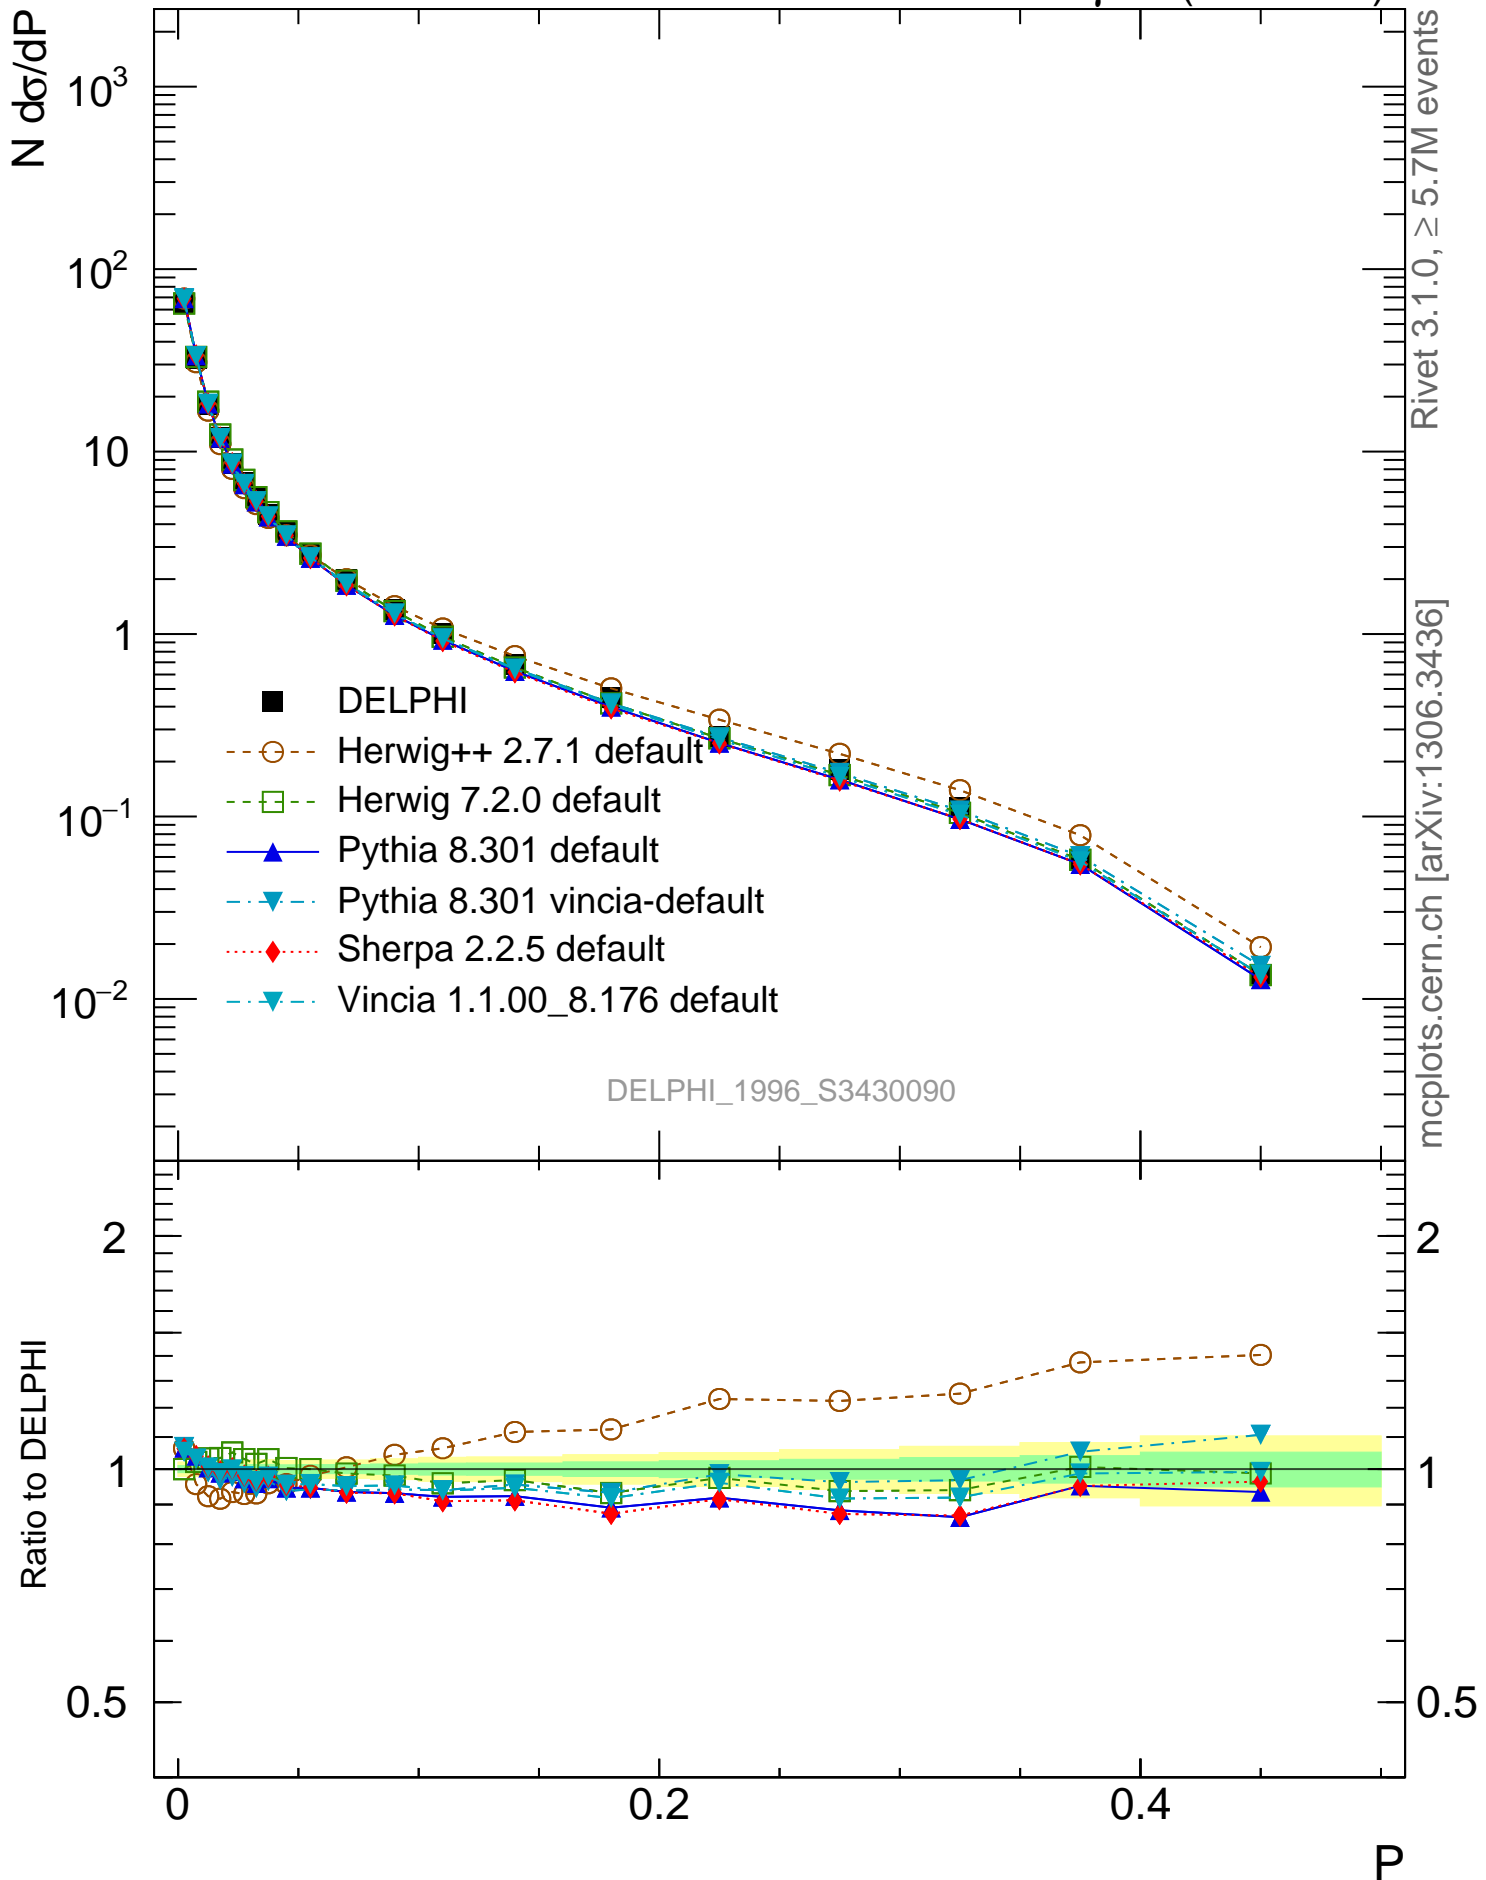 N dσ/dP
10³
10²
10
1
10⁻¹
10⁻²
DELPHI
Herwig++ 2.7.1 default
Herwig 7.2.0 default
Pythia 8.301 default
Pythia 8.301 vincia-default
Sherpa 2.2.5 default
Vincia 1.1.00_8.176 default
DELPHI_1996_S3430090
Rivet 3.1.0, ≥ 5.7M events
mcplots.cern.ch [arXiv:1306.3436]
Ratio to DELPHI
2
1
0.5
2
1
0.5
0
0.2
0.4
P